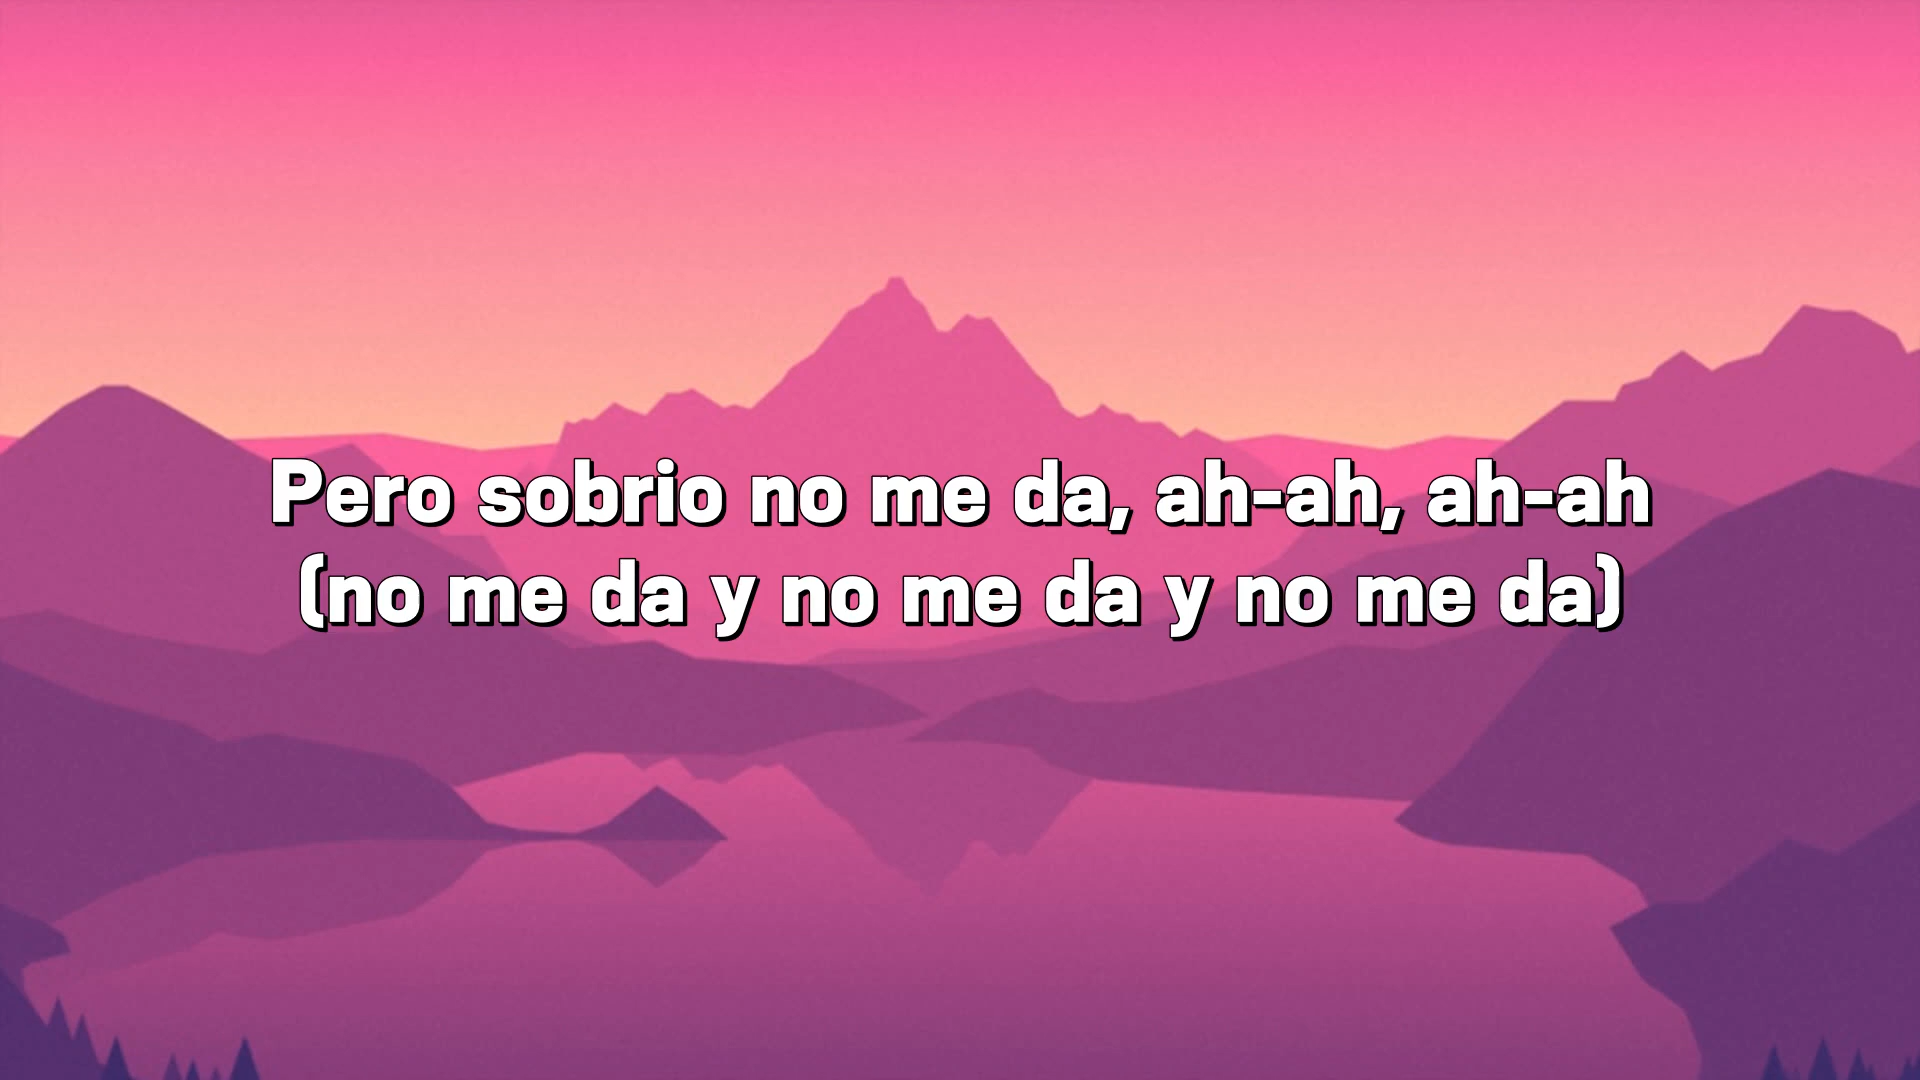 Pero sobrio no me da, ah-ah, ah-ah
(no me da y no me da y no me da)